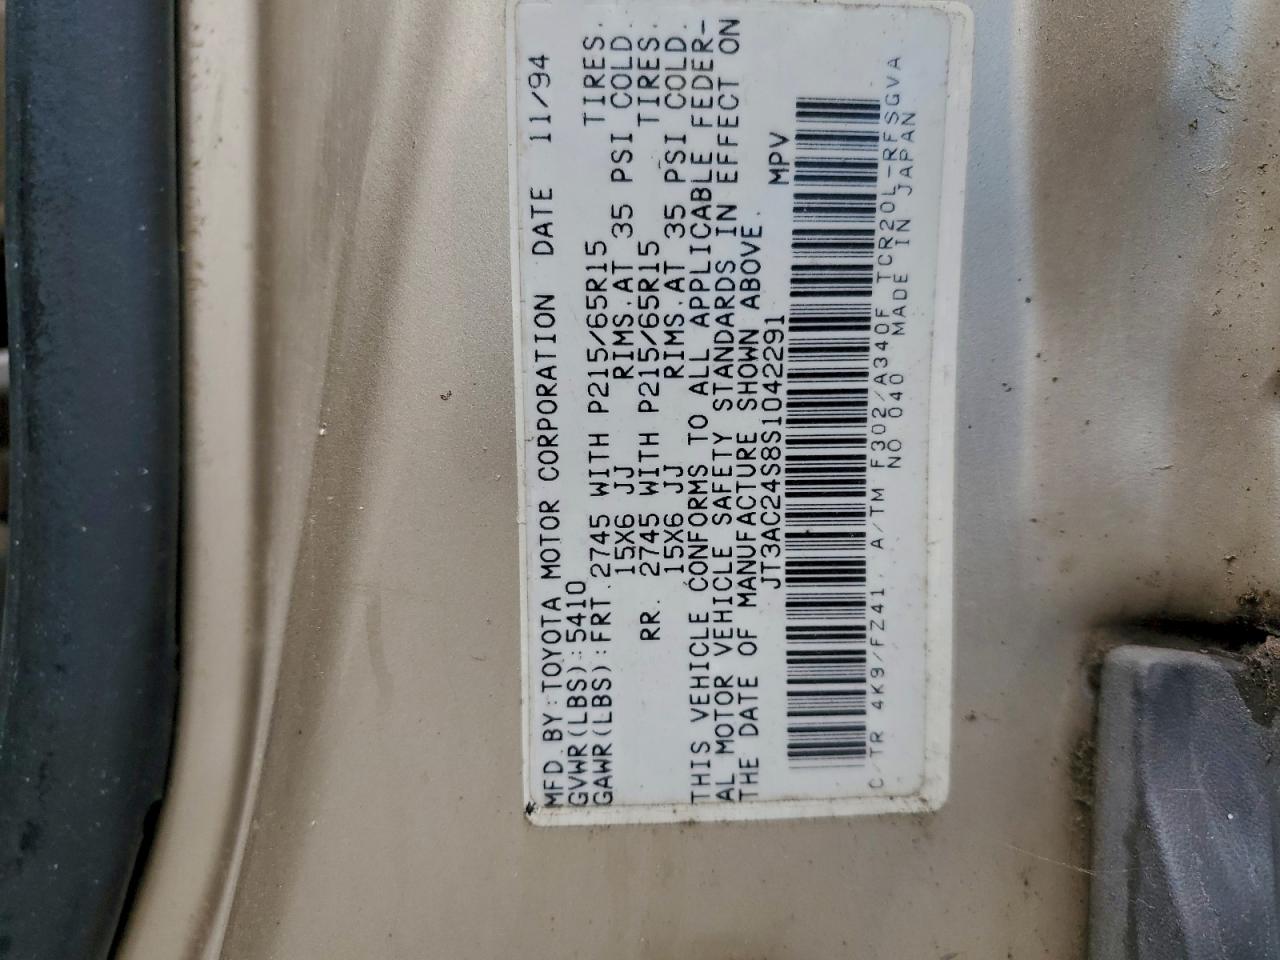 MFD.BY:TOYOTA MOTOR CORPORATION DATE 11/94
GVWR(LBS):5410
GAWR(LBS):FRT.2745 WITH P215/65R15 TIRES.
15X6 JJ RIMS.AT 35 PSI COLD
RR. 2745 WITH P215/65R15 TIRES.
15X6 JJ RIMS.AT 35 PSI COLD.
THIS VEHICLE CONFORMS TO ALL APPLICABLE FEDER-
AL MOTOR VEHICLE SAFETY STANDARDS IN EFFECT ON
THE DATE OF MANUFACTURE SHOWN ABOVE.
JT3AC24S8S1042291 MPV
C/TR 4K9/FZ41, A/TM F302/A340F TCR20L-RFSGVA
NO 040 MADE IN JAPAN